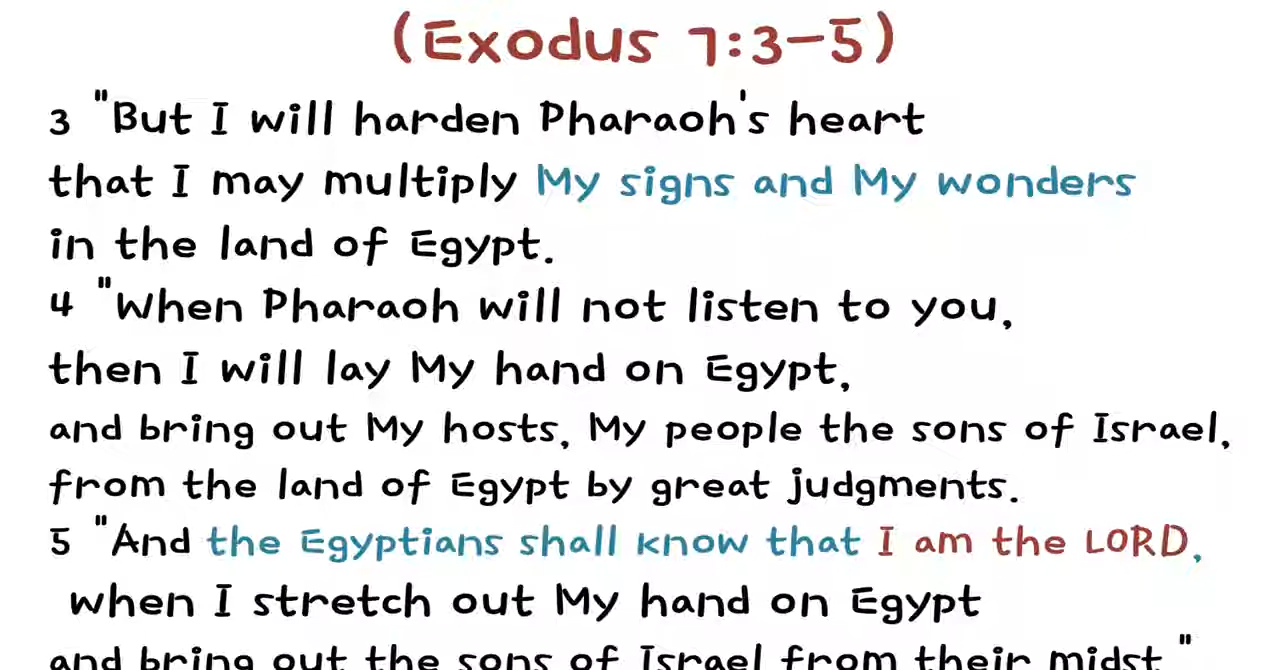 (Exodus 7:3-5)
3 "But I will harden Pharaoh's heart
that I may multiply My signs and My wonders
in the land of Egypt.
4 "When Pharaoh will not listen to you,
then I will lay My hand on Egypt,
and bring out My hosts, My people the sons of Israel,
from the land of Egypt by great judgments.
5 "And the Egyptians shall know that I am the LORD,
when I stretch out My hand on Egypt
and bring out the sons of Israel from their midst."